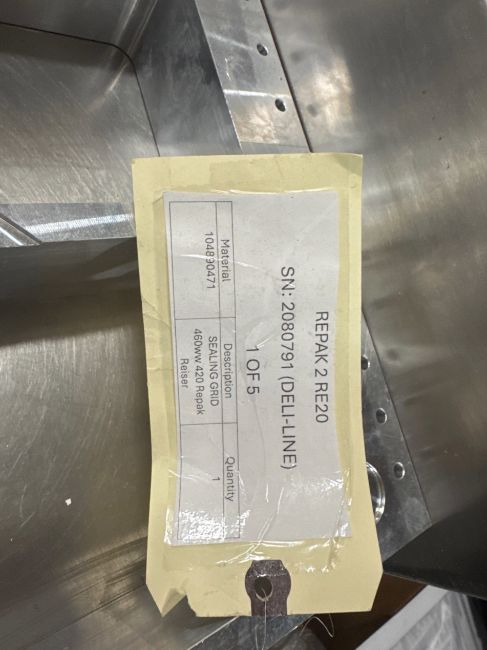 REPAK 2 RE20
SN: 2080791 (DELI-LINE)
1 OF 5
Material Description Quantity
104890471 SEALING GRID 1
460ww 420 Repak
Reiser